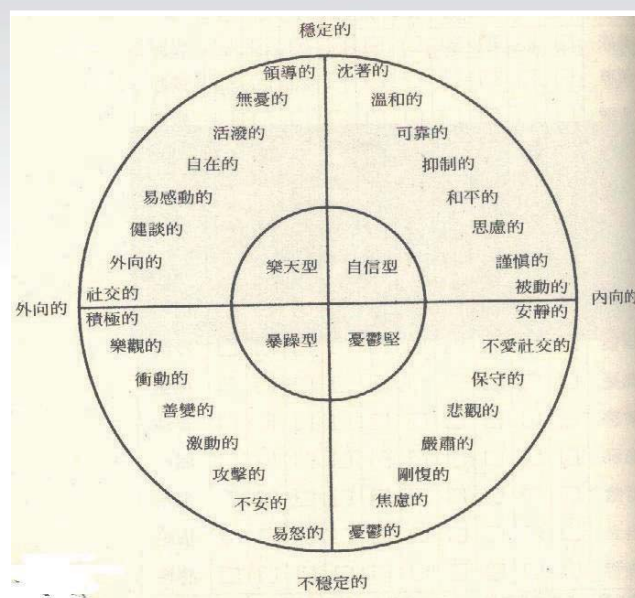 穩定的
領導的 沈著的
無憂的 溫和的
活潑的 可靠的
自在的 抑制的
易感動的 和平的
健談的 思慮的
外向的 樂天型 自信型 謹慎的
社交的 被動的
外向的 內向的
積極的 安靜的
樂觀的 暴躁型 憂鬱堅 不愛社交的
衝動的 保守的
善變的 悲觀的
激動的 嚴肅的
攻擊的 剛愎的
不安的 焦慮的
易怒的 憂鬱的
不穩定的